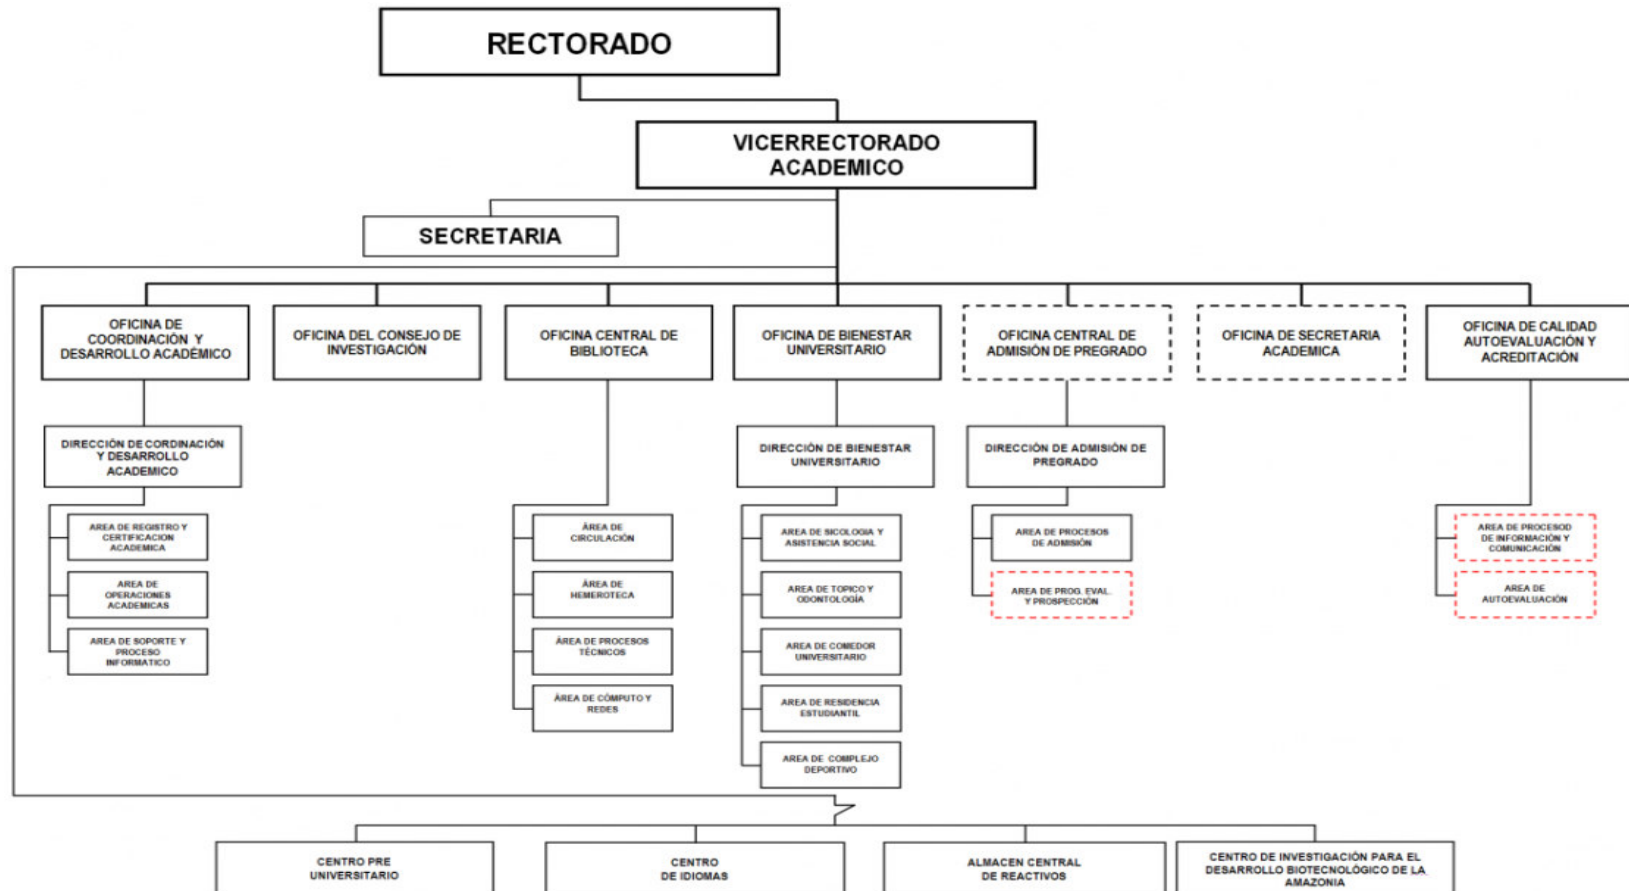 RECTORADO
VICERRECTORADO
ACADEMICO
SECRETARIA
OFICINA DE
COORDINACIÓN Y
DESARROLLO ACADÉMICO
OFICINA DEL CONSEJO DE
INVESTIGACIÓN
OFICINA CENTRAL DE
BIBLIOTECA
OFICINA DE BIENESTAR
UNIVERSITARIO
OFICINA CENTRAL DE
ADMISIÓN DE PREGRADO
OFICINA DE SECRETARIA
ACADEMICA
OFICINA DE CALIDAD
AUTOEVALUACIÓN Y
ACREDITACIÓN
DIRECCIÓN DE CORDINACIÓN
Y DESARROLLO
ACADEMICO
DIRECCIÓN DE BIENESTAR
UNIVERSITARIO
DIRECCIÓN DE ADMISIÓN DE
PREGRADO
AREA DE REGISTRO Y
CERTIFICACION
ACADEMICA
AREA DE
OPERACIONES
ACADEMICAS
AREA DE SOPORTE Y
PROCESO
INFORMATICO
ÁREA DE
CIRCULACIÓN
ÁREA DE
HEMEROTECA
ÁREA DE PROCESOS
TÉCNICOS
ÁREA DE CÓMPUTO Y
REDES
AREA DE SICOLOGIA Y
ASISTENCIA SOCIAL
AREA DE TOPICO Y
ODONTOLOGÍA
AREA DE COMEDOR
UNIVERSITARIO
AREA DE RESIDENCIA
ESTUDIANTIL
AREA DE COMPLEJO
DEPORTIVO
AREA DE PROCESOS
DE ADMISIÓN
AREA DE PROG. EVAL.
Y PROSPECCIÓN
AREA DE PROCESOD
DE INFORMACIÓN Y
COMUNICACIÓN
AREA DE
AUTOEVALUACIÓN
CENTRO PRE
UNIVERSITARIO
CENTRO
DE IDIOMAS
ALMACEN CENTRAL
DE REACTIVOS
CENTRO DE INVESTIGACIÓN PARA EL
DESARROLLO BIOTECNOLÓGICO DE LA
AMAZONIA